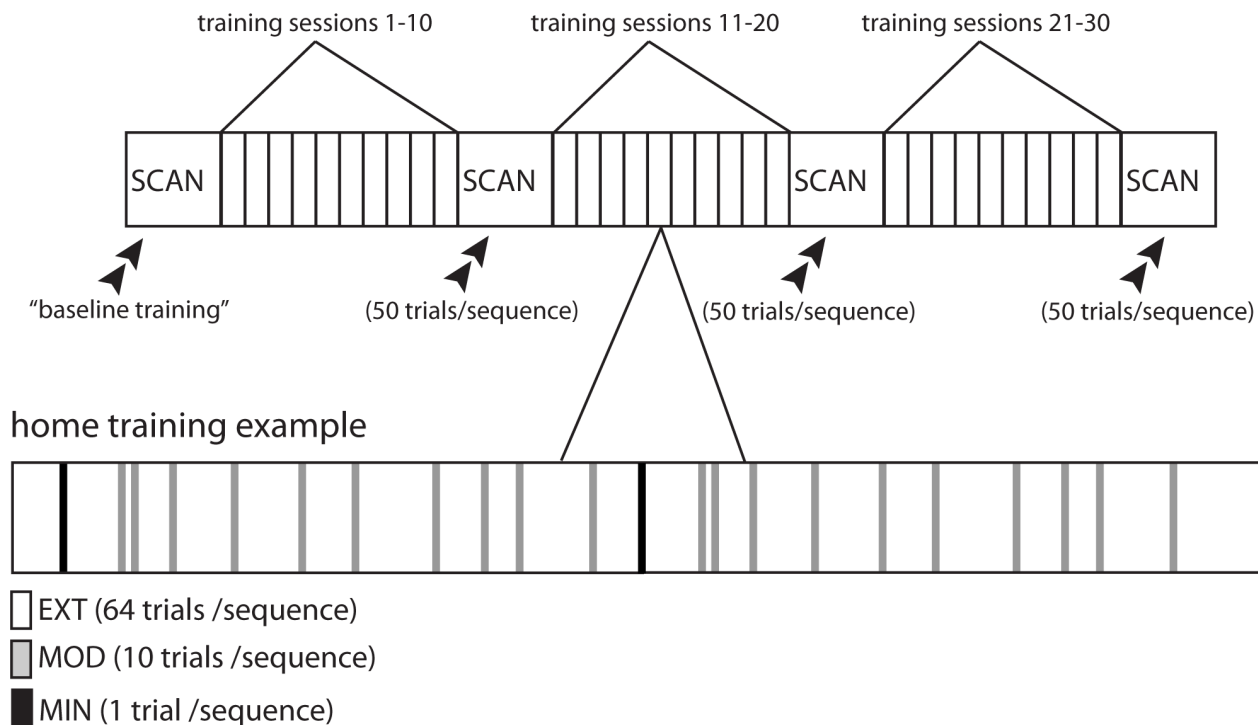 training sessions 1-10
training sessions 11-20
training sessions 21-30
SCAN
SCAN
SCAN
SCAN
“baseline training”
(50 trials/sequence)
(50 trials/sequence)
(50 trials/sequence)
home training example
EXT (64 trials /sequence)
MOD (10 trials /sequence)
MIN (1 trial /sequence)